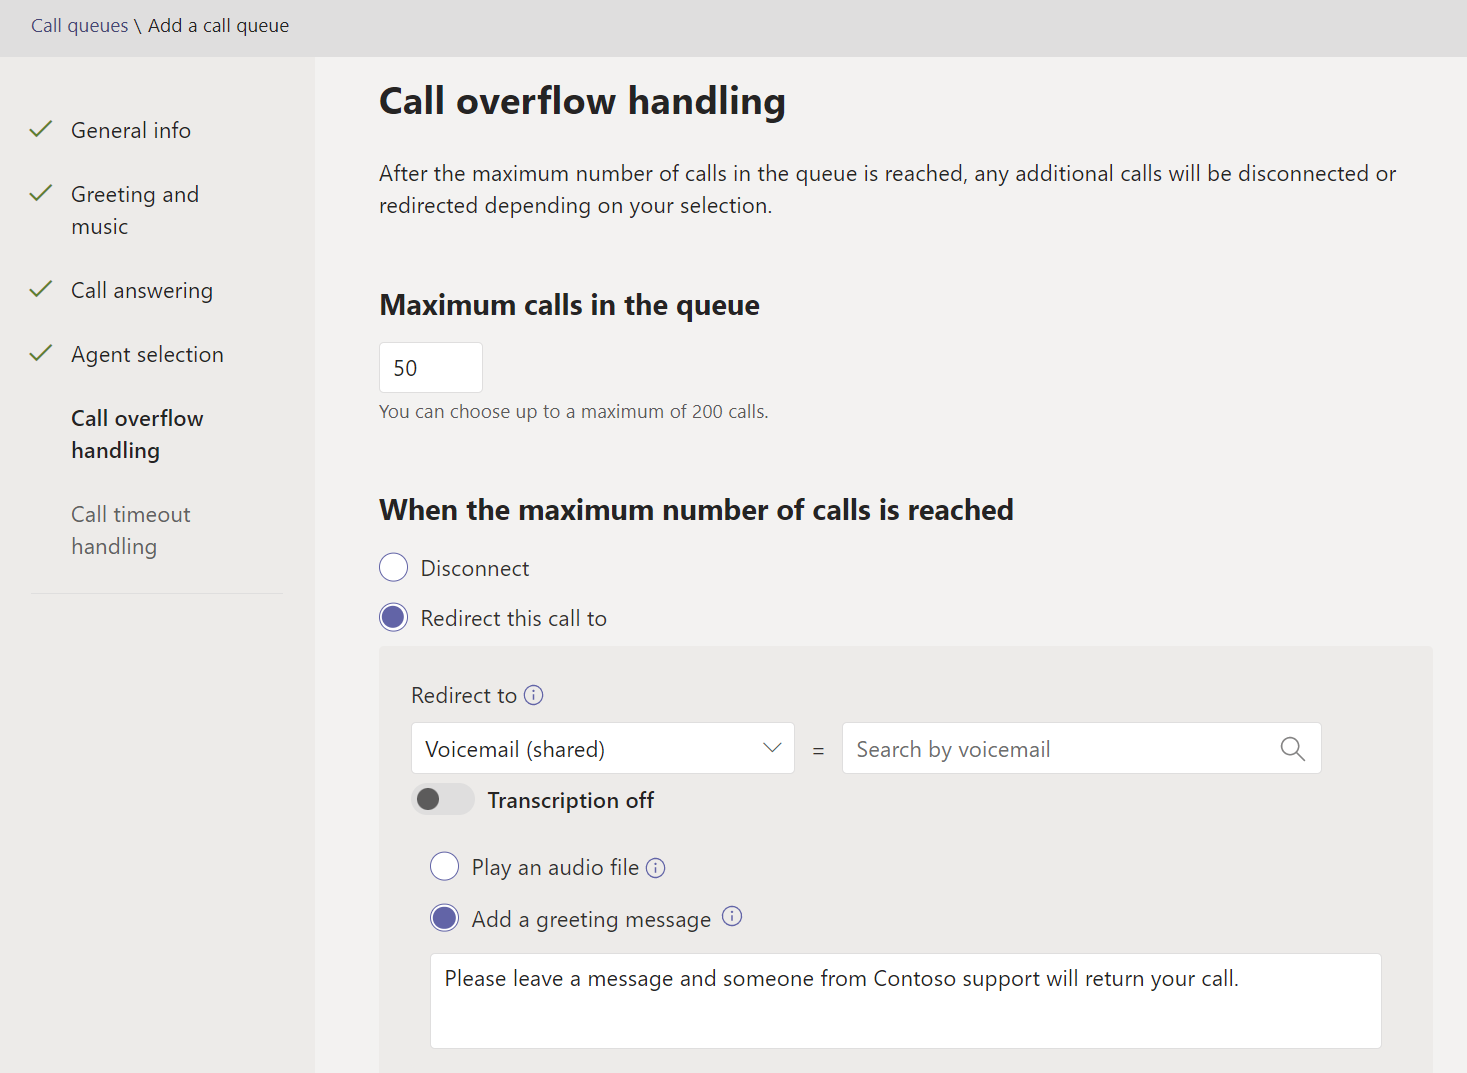 Call queues \ Add a call queue
General info
Greeting and
music
Call answering
Agent selection
Call overflow
handling
Call timeout
handling
Call overflow handling
After the maximum number of calls in the queue is reached, any additional calls will be disconnected or
redirected depending on your selection.
Maximum calls in the queue
50
You can choose up to a maximum of 200 calls.
When the maximum number of calls is reached
Disconnect
Redirect this call to
Redirect to
Voicemail (shared)
=
Search by voicemail
Transcription off
Play an audio file
Add a greeting message
Please leave a message and someone from Contoso support will return your call.